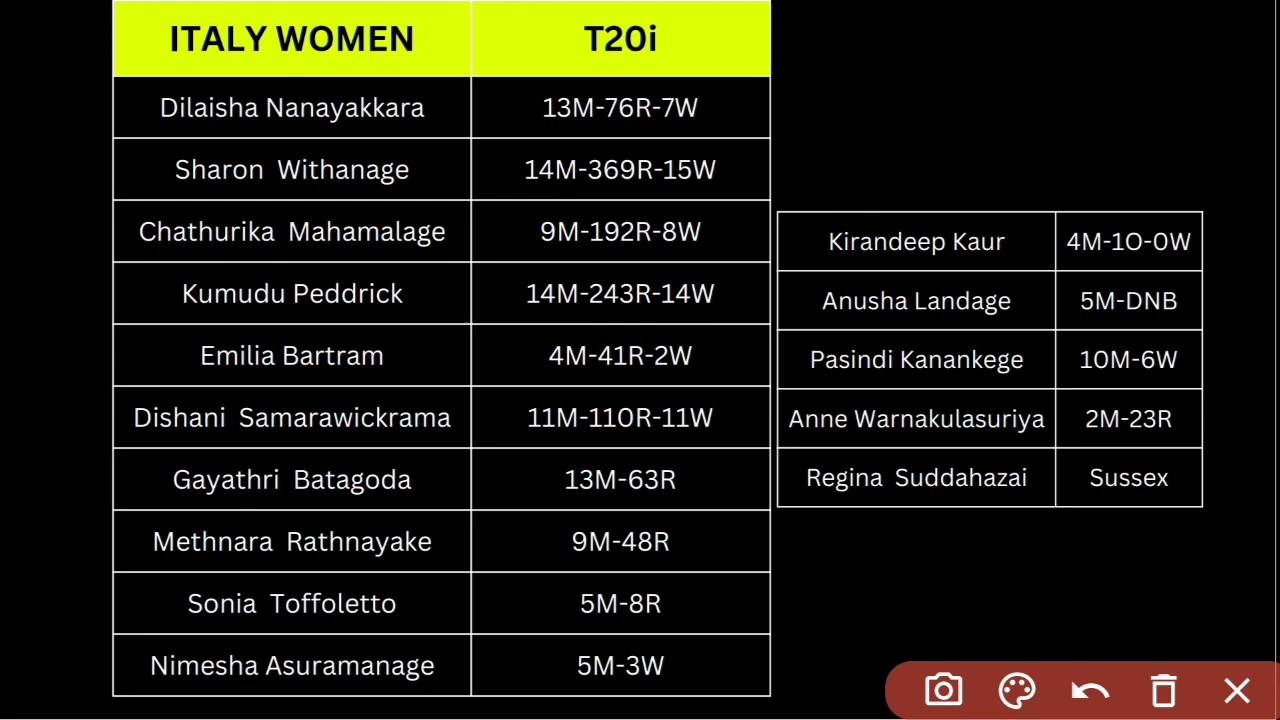 ITALY WOMEN T20i
Dilaisha Nanayakkara 13M-76R-7W
Sharon Withanage 14M-369R-15W
Chathurika Mahamalage 9M-192R-8W
Kumudu Peddrick 14M-243R-14W
Emilia Bartram 4M-41R-2W
Dishani Samarawickrama 11M-110R-11W
Gayathri Batagoda 13M-63R
Methnara Rathnayake 9M-48R
Sonia Toffoletto 5M-8R
Nimesha Asuramanage 5M-3W
Kirandeep Kaur 4M-1O-0W
Anusha Landage 5M-DNB
Pasindi Kanankege 10M-6W
Anne Warnakulasuriya 2M-23R
Regina Suddahazai Sussex